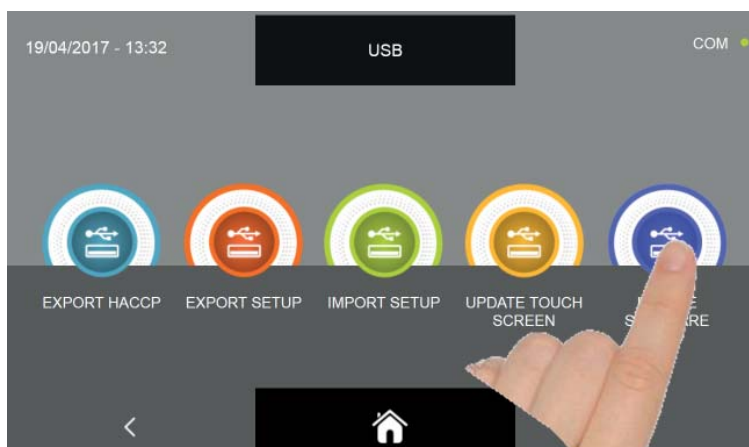 19/04/2017 - 13:32
USB
COM
EXPORT HACCP
EXPORT SETUP
IMPORT SETUP
UPDATE TOUCH
SCREEN